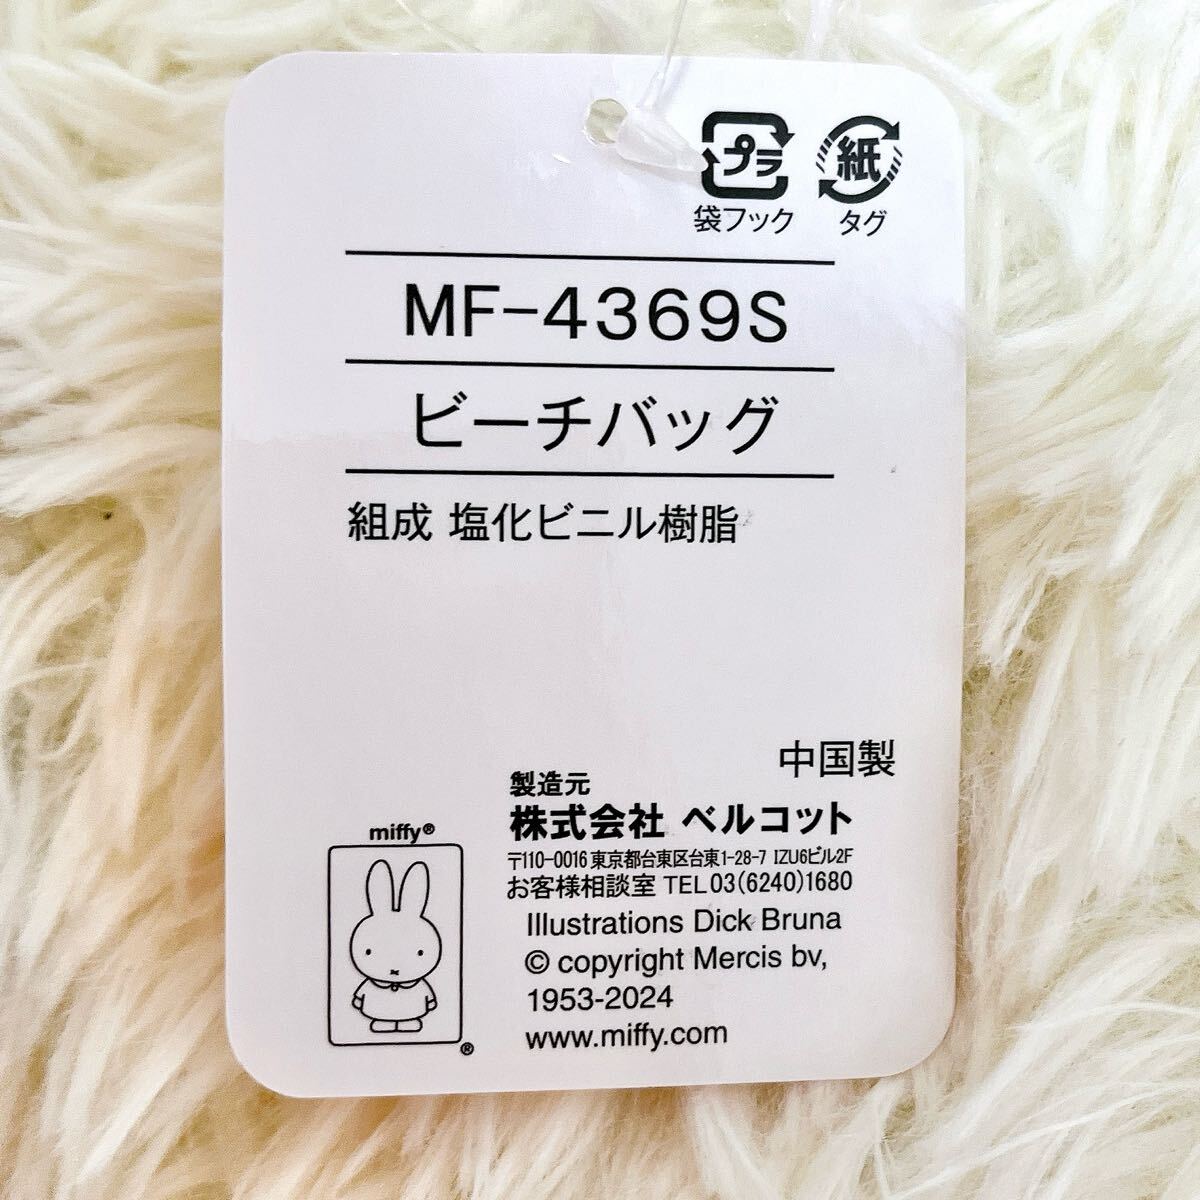 プラ 紙
袋フック タグ
MF-4369S
ビーチバッグ
組成 塩化ビニル樹脂
中国製
製造元
株式会社 ベルコット
〒110-0016 東京都台東区台東1-28-7 IZU6ビル2F
お客様相談室 TEL 03(6240)1680
Illustrations Dick Bruna
© copyright Mercis bv,
1953-2024
www.miffy.com
miffy®
®